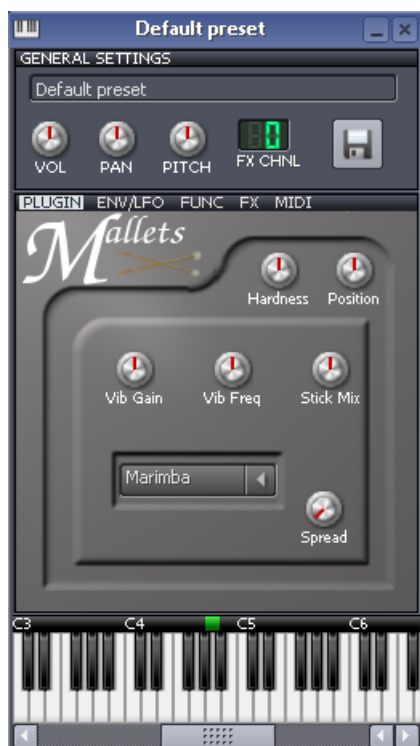 Default preset
GENERAL SETTINGS
Default preset
VOL PAN PITCH FX CHNL
0
PLUGIN ENV/LFO FUNC FX MIDI
Mallets
Hardness Position
Vib Gain Vib Freq Stick Mix
Marimba
Spread
C3 C4 C5 C6